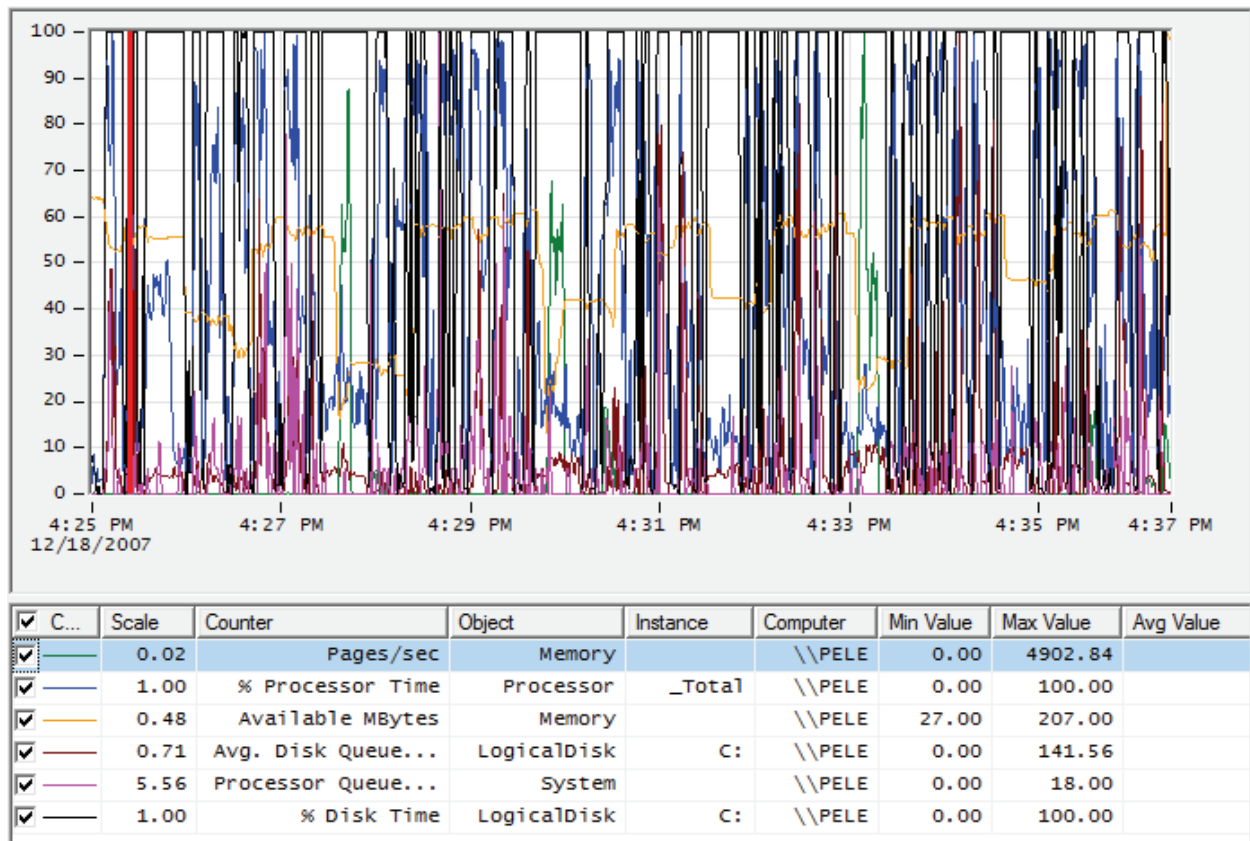 100
90
80
70
60
50
40
30
20
10
0
4:25 PM 4:27 PM 4:29 PM 4:31 PM 4:33 PM 4:35 PM 4:37 PM
12/18/2007
C... Scale Counter Object Instance Computer Min Value Max Value Avg Value
0.02 Pages/sec Memory \\PELE 0.00 4902.84
1.00 % Processor Time Processor _Total \\PELE 0.00 100.00
0.48 Available MBytes Memory \\PELE 27.00 207.00
0.71 Avg. Disk Queue... LogicalDisk C: \\PELE 0.00 141.56
5.56 Processor Queue... System \\PELE 0.00 18.00
1.00 % Disk Time LogicalDisk C: \\PELE 0.00 100.00